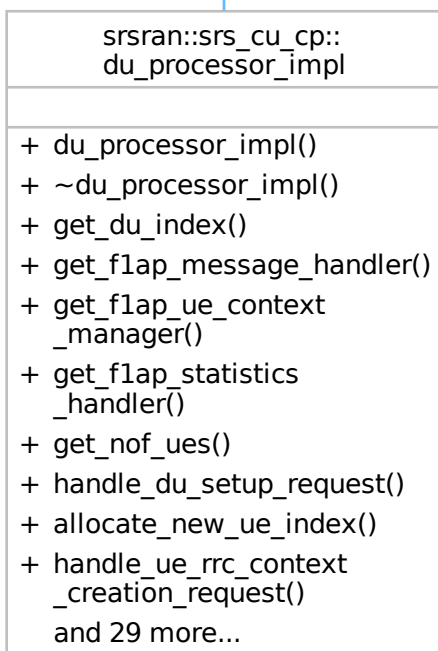 srsran::srs_cu_cp::
du_processor_impl
+ du_processor_impl()
+ ~du_processor_impl()
+ get_du_index()
+ get_f1ap_message_handler()
+ get_f1ap_ue_context
_manager()
+ get_f1ap_statistics
_handler()
+ get_nof_ues()
+ handle_du_setup_request()
+ allocate_new_ue_index()
+ handle_ue_rrc_context
_creation_request()
and 29 more...